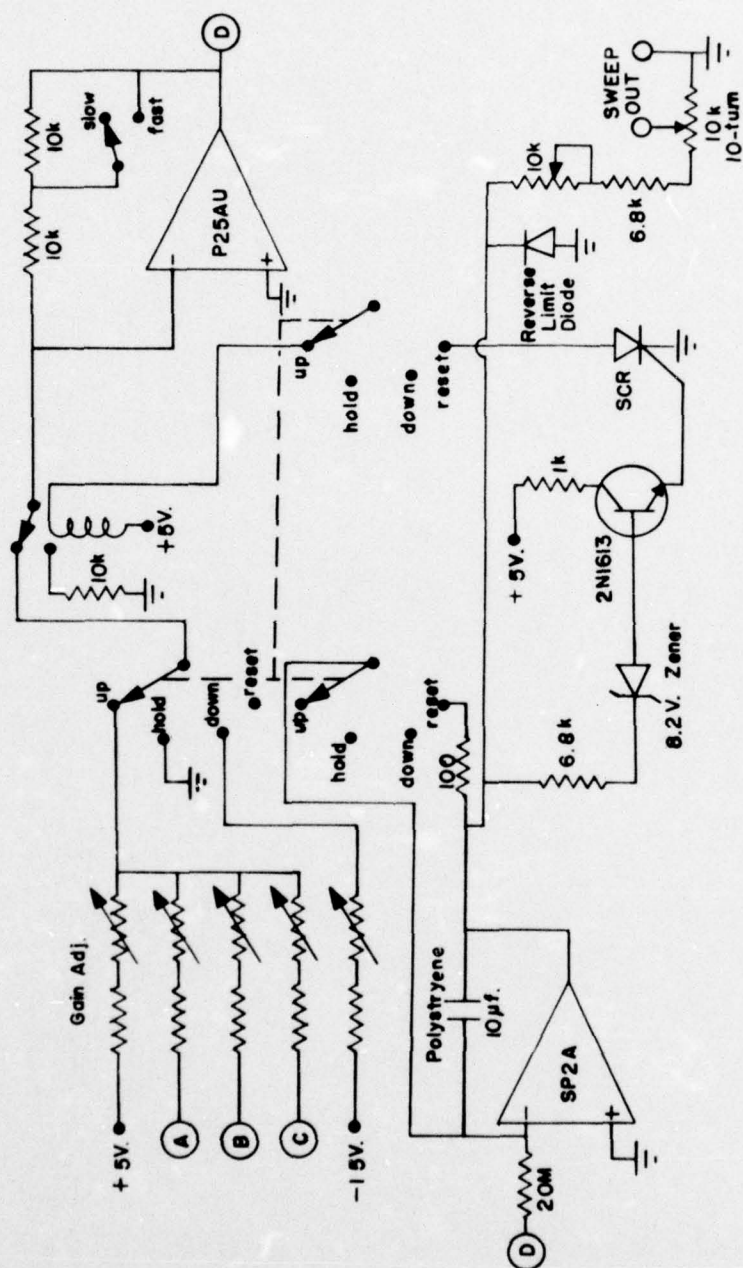 Gain Adj.
+5V.
A
B
C
-15V.
up
hold
down
reset
10k
+5V.
10k
10k
slow
fast
P25AU
-
+
D
up
hold
down
reset
up
hold
down
reset
100
Polystryene
10µf.
SP2A
-
+
20M
D
6.8k
8.2V. Zener
2N1613
+5V.
1k
SCR
Reverse
Limit
Diode
10k
6.8k
SWEEP
OUT
10k
10-turn